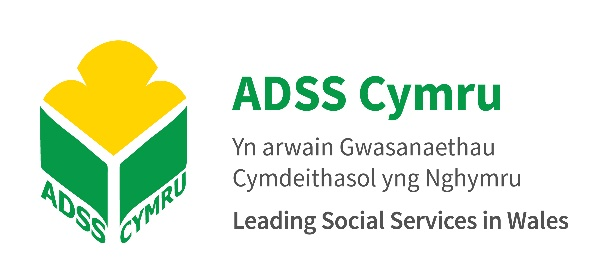 ADSS CYMRU
ADSS Cymru
Yn arwain Gwasanaethau
Cymdeithasol yng Nghymru
Leading Social Services in Wales